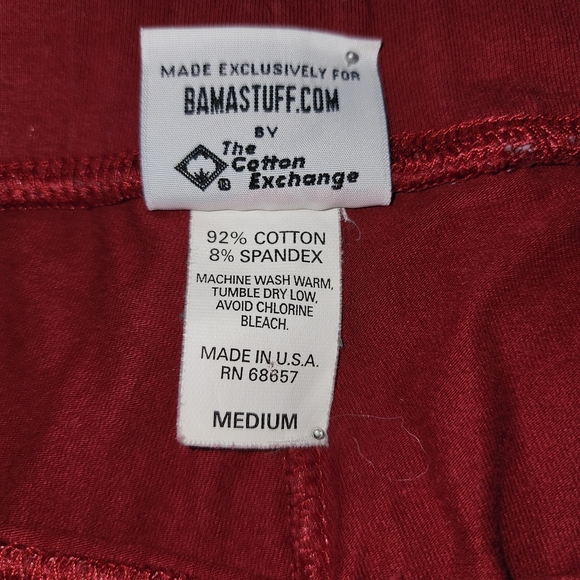 MADE EXCLUSIVELY FOR
BAMASTUFF.COM
BY
The
Cotton
Exchange
®
92% COTTON
8% SPANDEX
MACHINE WASH WARM,
TUMBLE DRY LOW,
AVOID CHLORINE
BLEACH.
MADE IN U.S.A.
RN 68657
MEDIUM